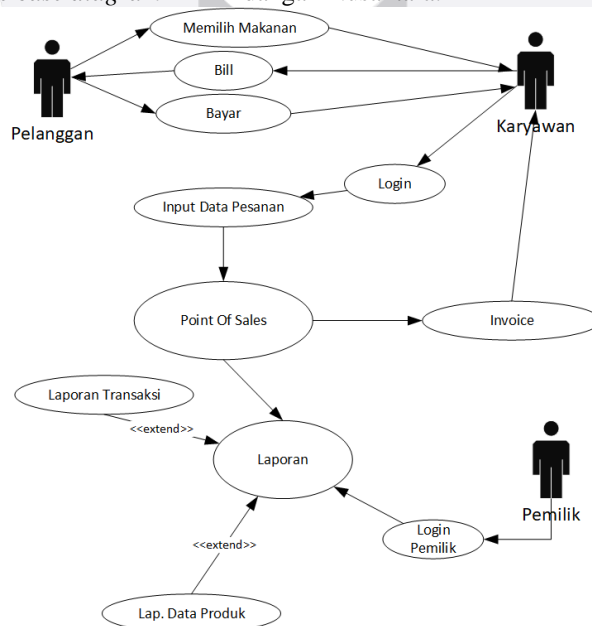 Memilih Makanan
Bill
Bayar
Pelanggan
Karyawan
Login
Input Data Pesanan
Point Of Sales
Invoice
Laporan Transaksi
<<extend>>
Laporan
Pemilik
Login
Pemilik
<<extend>>
Lap. Data Produk